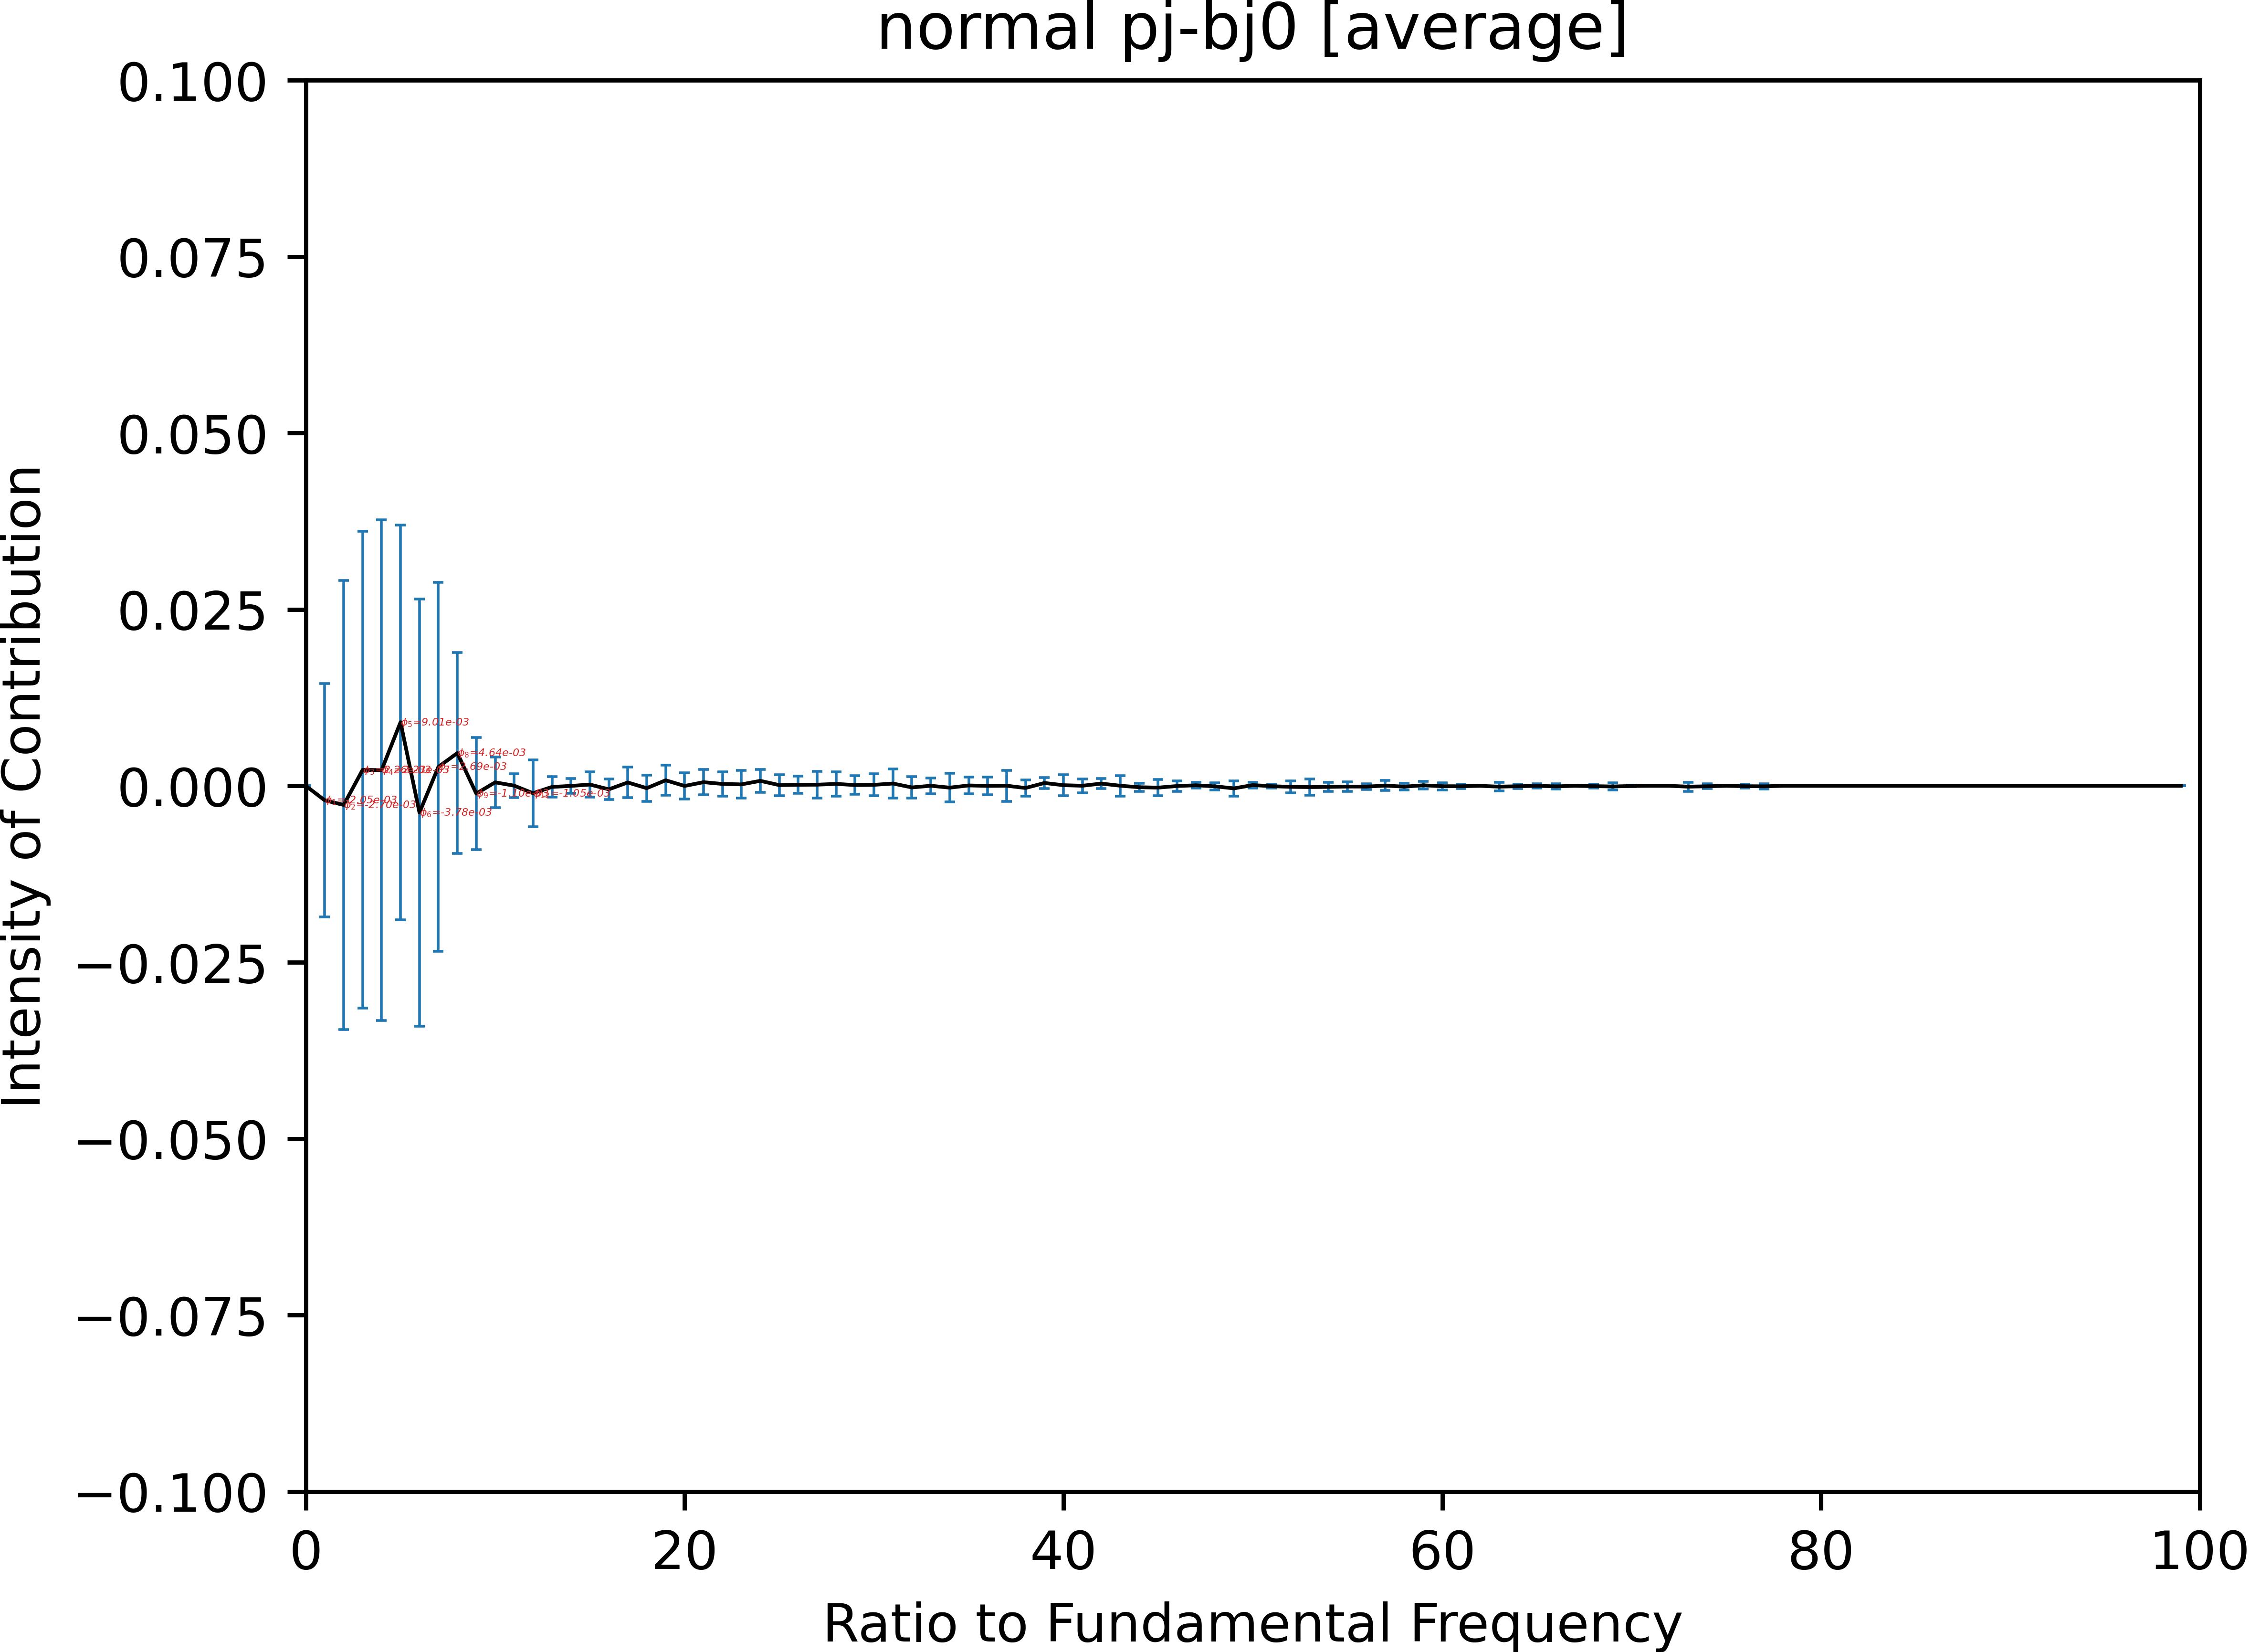 normal pj-bj0 [average]
0.100
0.075
0.050
0.025
0.000
−0.025
−0.050
−0.075
−0.100
Intensity of Contribution
ϕ5=9.01e-03
ϕ8=4.64e-03
ϕ6=-3.78e-03
0 20 40 60 80 100
Ratio to Fundamental Frequency